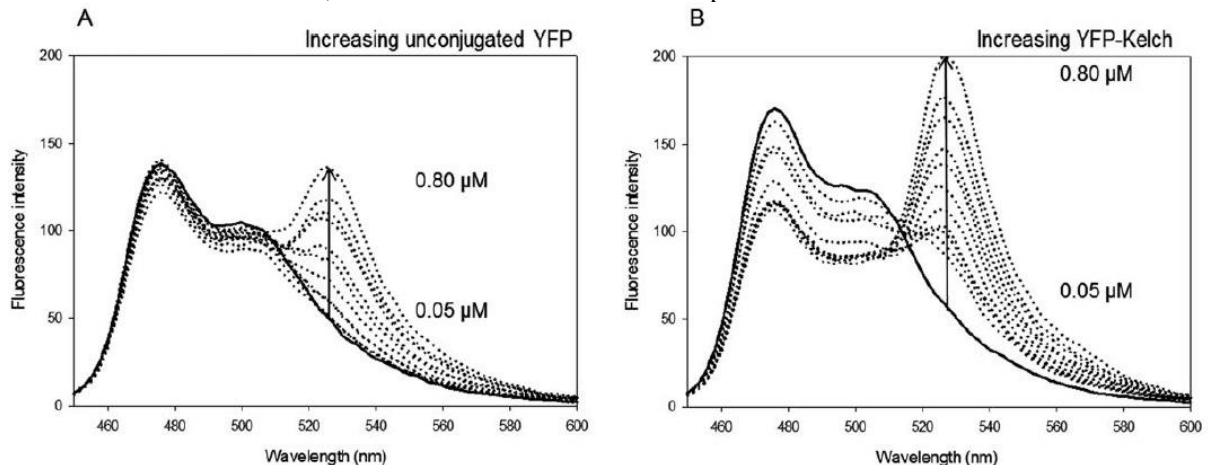 A
Increasing unconjugated YFP
200
150
100
50
0
Fluorescence intensity
0.80 µM
0.05 µM
460 480 500 520 540 560 580 600
Wavelength (nm)
B
Increasing YFP-Kelch
200
150
100
50
0
Fluorescence intensity
0.80 µM
0.05 µM
460 480 500 520 540 560 580 600
Wavelength (nm)